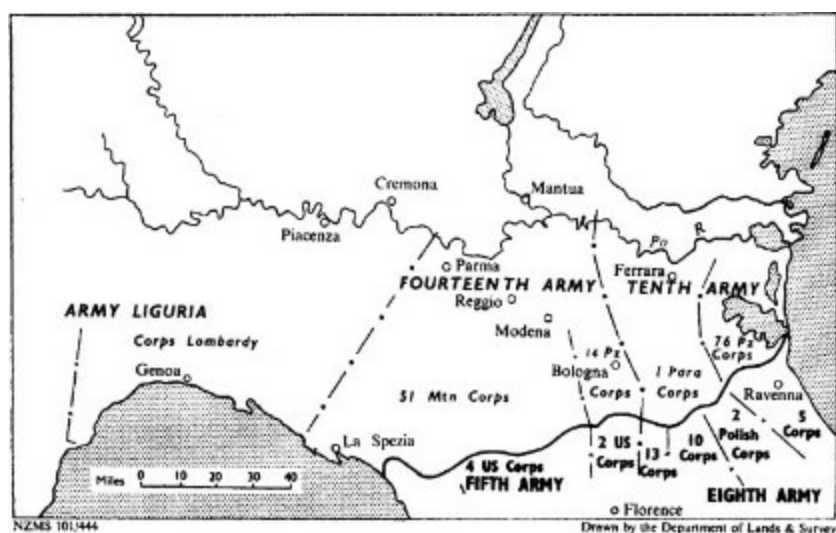 Cremona
Mantua
Piacenza
Po R
Parma
FOURTEENTH ARMY
Ferrara
TENTH ARMY
Reggio
ARMY LIGURIA
Corps Lombardy
Modena
76 Pz
Corps
14 Pz
Corps
Genoa
Bologna
1 Para
Corps
51 Mtn Corps
Ravenna
La Spezia
2
Polish
Corps
5
Corps
10
Corps
2 US
Corps
13
Corps
4 US Corps
FIFTH ARMY
EIGHTH ARMY
Miles 0 10 20 30 40
Florence
NZMS 101/444
Drawn by the Department of Lands & Survey